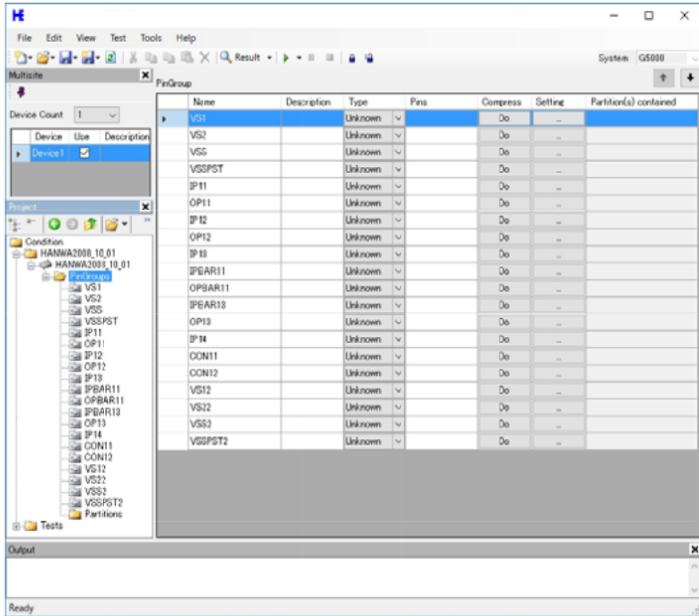 File Edit View Test Tools Help
Result
System G5000
Multisite
PinGroup
Device Count 1
Device Use Description
Device1
Name Description Type Pins Compress Setting Partition(s) contained
VS1 Unknown Do ...
VS2 Unknown Do ...
VSS Unknown Do ...
VSSPST Unknown Do ...
IP11 Unknown Do ...
OP11 Unknown Do ...
IP12 Unknown Do ...
OP12 Unknown Do ...
IP13 Unknown Do ...
IPBAR11 Unknown Do ...
OPBAR11 Unknown Do ...
IPBAR13 Unknown Do ...
OP13 Unknown Do ...
IP14 Unknown Do ...
CON11 Unknown Do ...
CON12 Unknown Do ...
VS12 Unknown Do ...
VS22 Unknown Do ...
VSS2 Unknown Do ...
VSSPST2 Unknown Do ...
Project
Condition
HANWA2008_10_01
HANWA2008_10_01
PinGroups
VS1
VS2
VSS
VSSPST
IP11
OP11
IP12
OP12
IP13
IPBAR11
OPBAR11
IPBAR13
OP13
IP14
CON11
CON12
VS12
VS22
VSS2
VSSPST2
Partitions
Tests
Output
Ready